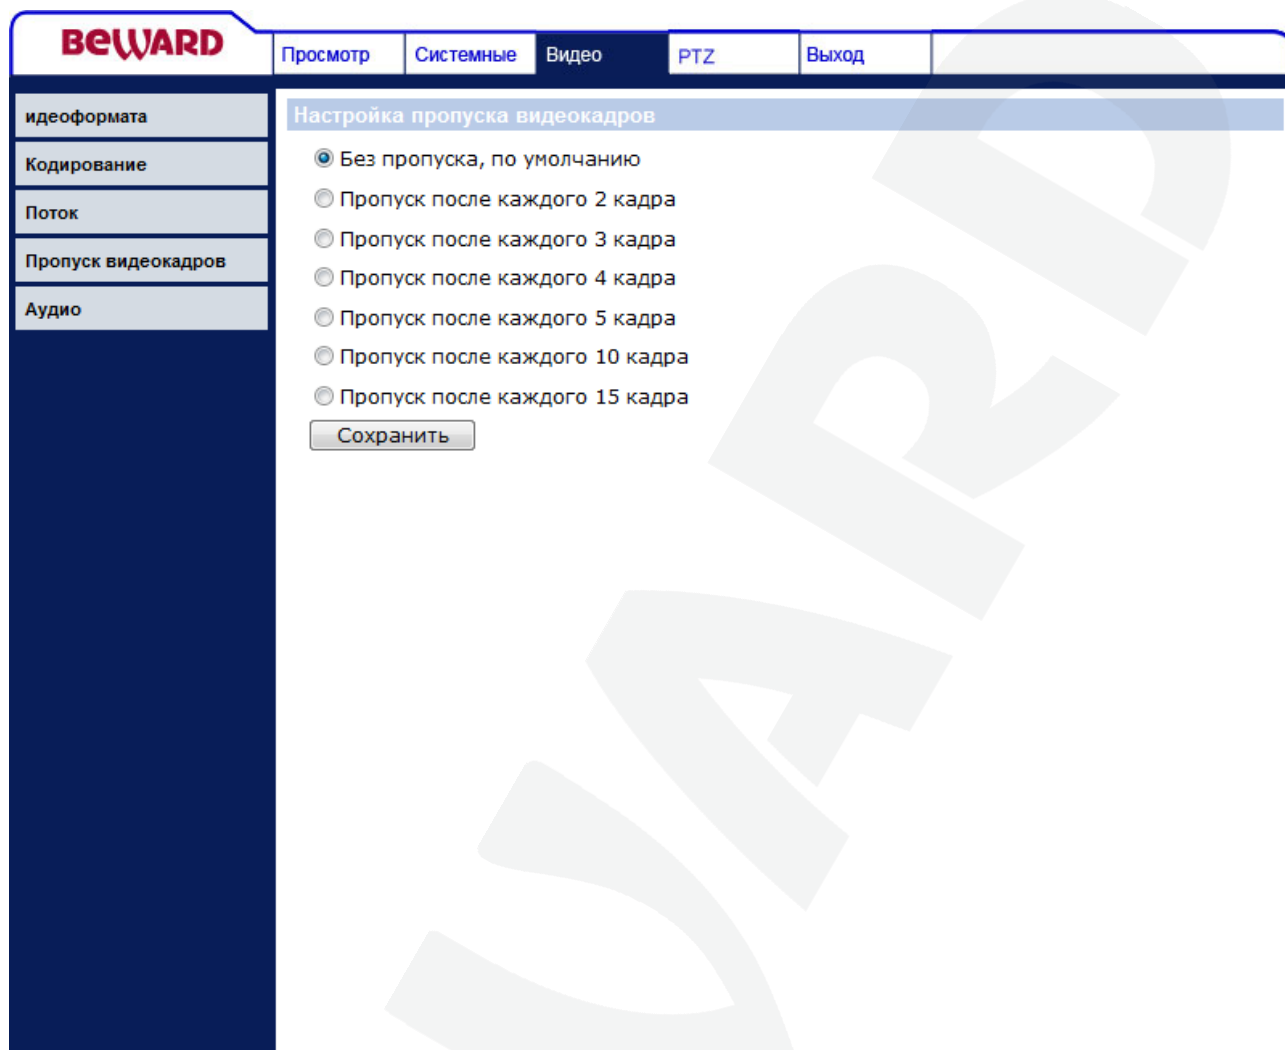 BEWARD
Просмотр Системные Видео PTZ Выход
идеоформата
Кодирование
Поток
Пропуск видеокадров
Аудио
Настройка пропуска видеокадров
Без пропуска, по умолчанию
Пропуск после каждого 2 кадра
Пропуск после каждого 3 кадра
Пропуск после каждого 4 кадра
Пропуск после каждого 5 кадра
Пропуск после каждого 10 кадра
Пропуск после каждого 15 кадра
Сохранить